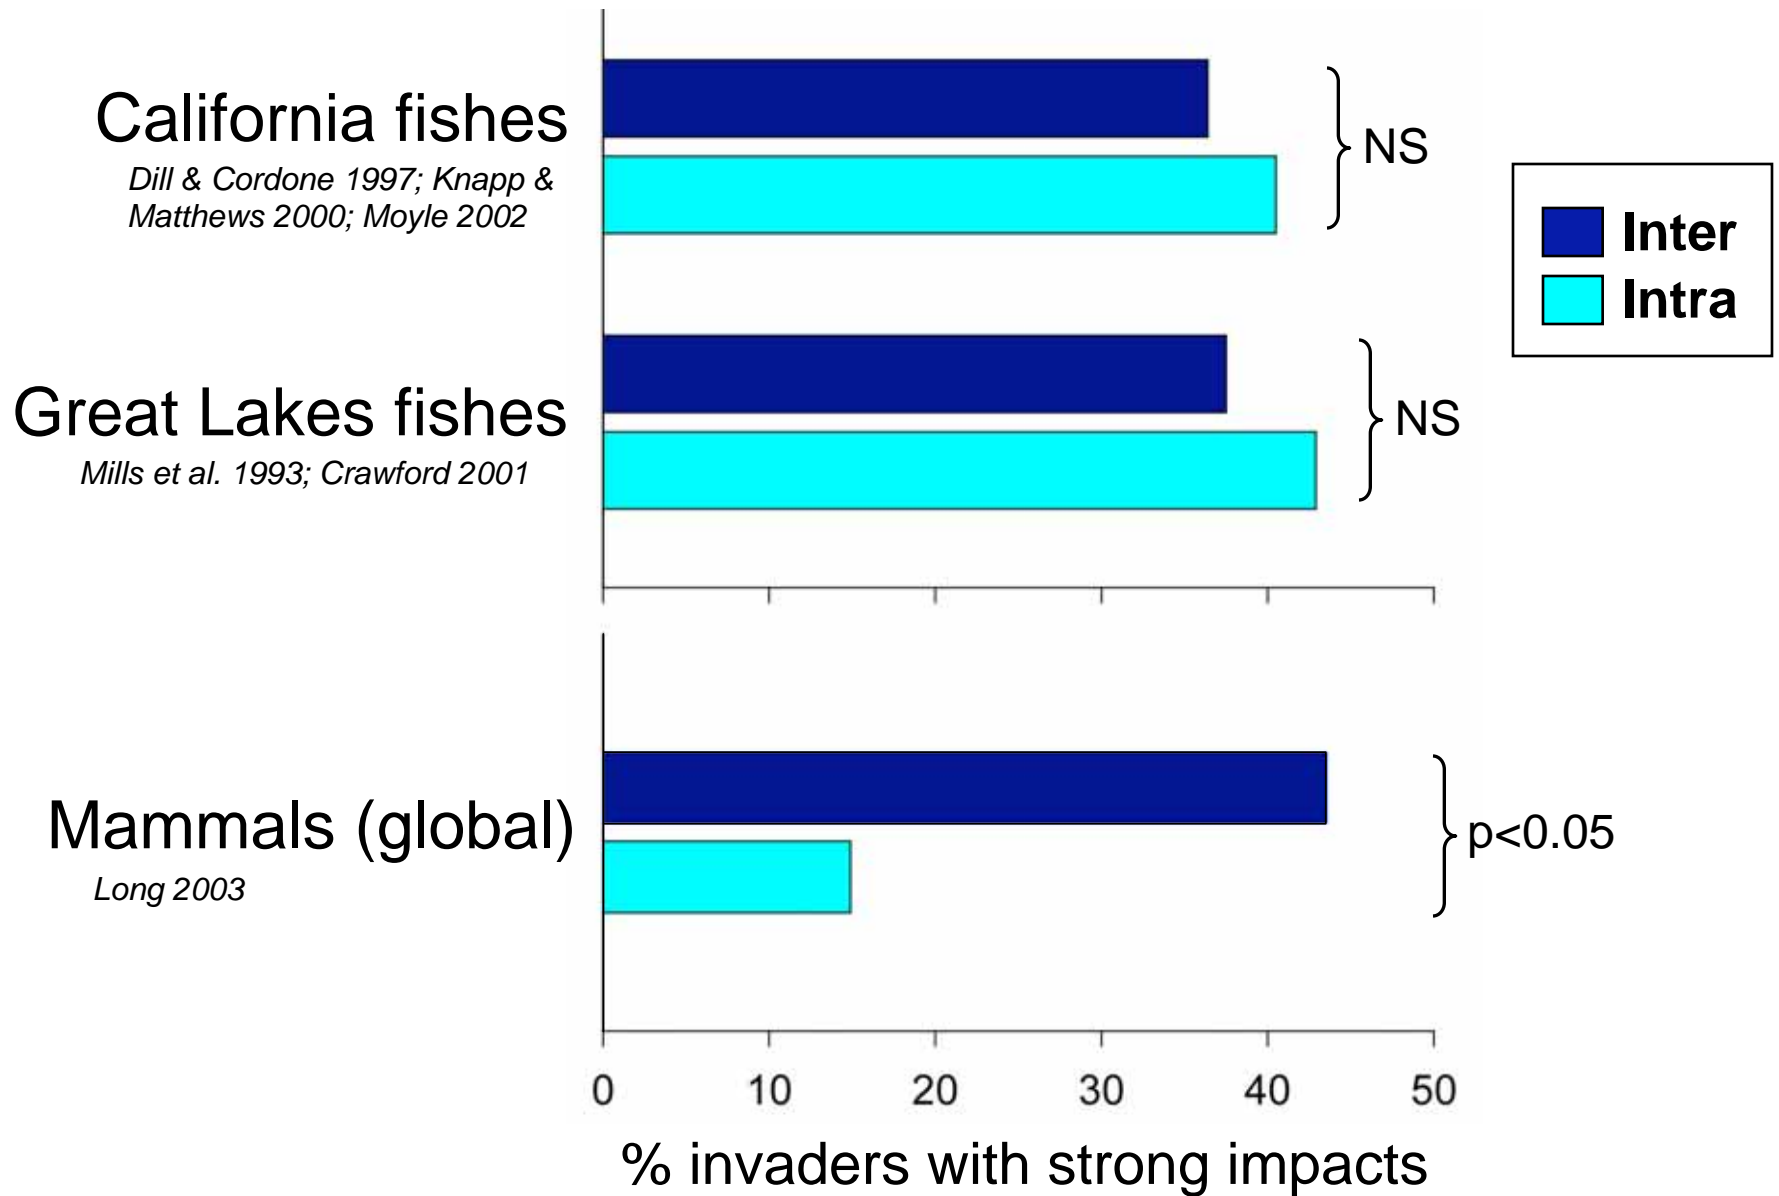 California fishes
Dill & Cordone 1997; Knapp &
Matthews 2000; Moyle 2002
NS
Inter
Intra
Great Lakes fishes
Mills et al. 1993; Crawford 2001
NS
Mammals (global)
Long 2003
p<0.05
0 10 20 30 40 50
% invaders with strong impacts